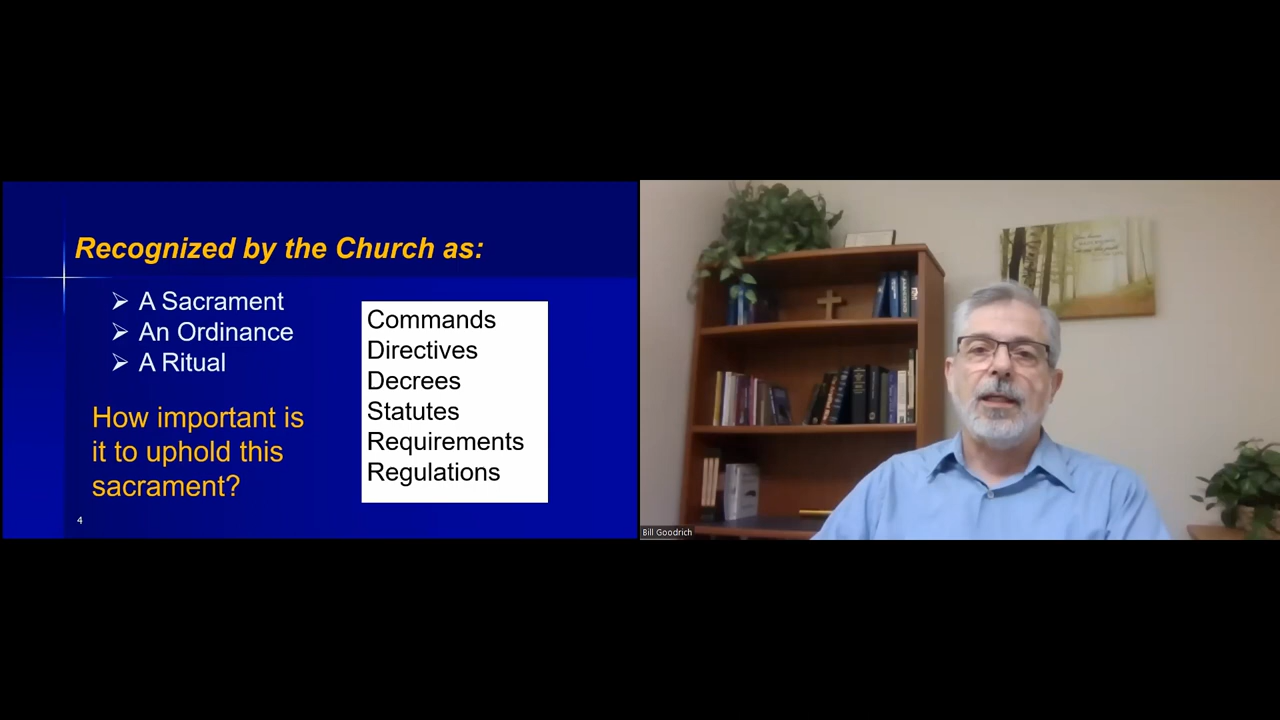 Recognized by the Church as:
A Sacrament
An Ordinance
A Ritual
How important is
it to uphold this
sacrament?
Commands
Directives
Decrees
Statutes
Requirements
Regulations
4
Bill Goodrich